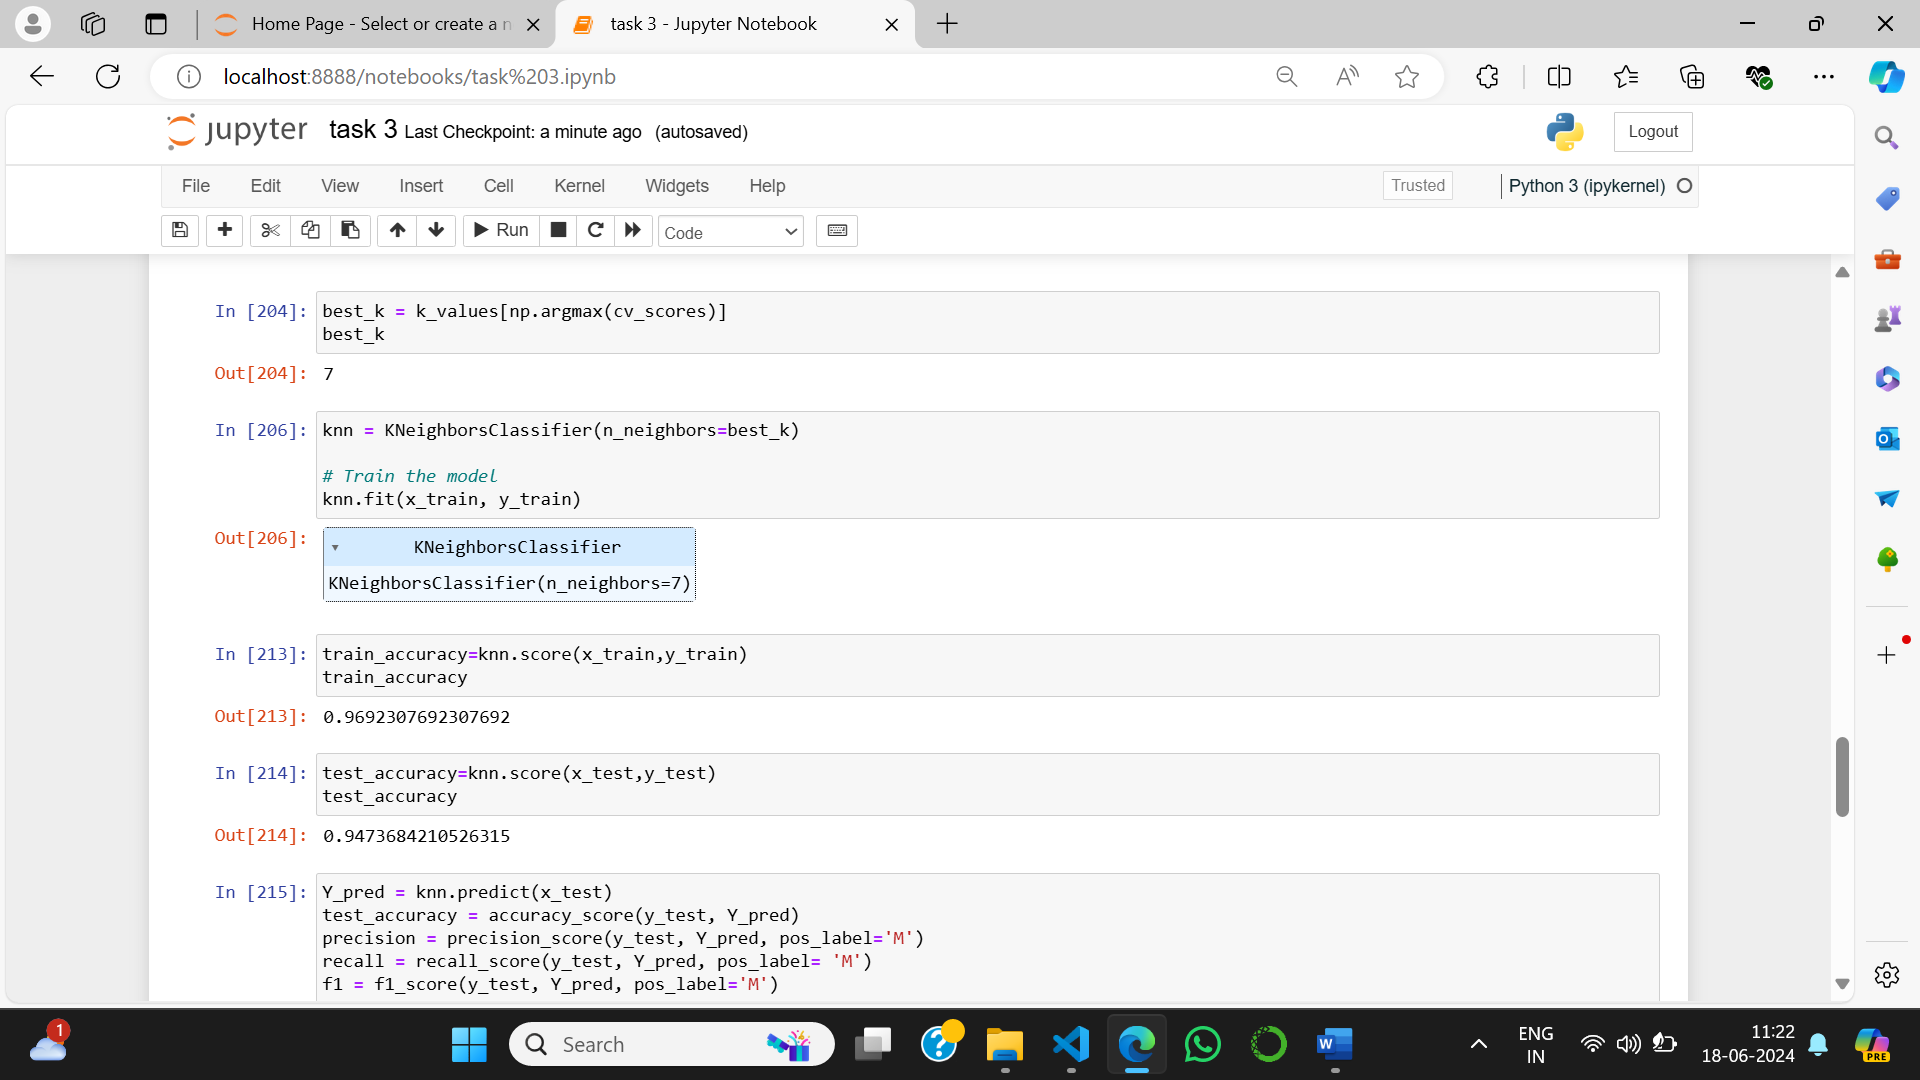 Home Page - Select or create a n
task 3 - Jupyter Notebook
localhost:8888/notebooks/task%203.ipynb
jupyter task 3 Last Checkpoint: a minute ago (autosaved)
Logout
File Edit View Insert Cell Kernel Widgets Help
Trusted
Python 3 (ipykernel)
Run
Code
In [204]: best_k = k_values[np.argmax(cv_scores)]
best_k
Out[204]: 7
In [206]: knn = KNeighborsClassifier(n_neighbors=best_k)
# Train the model
knn.fit(x_train, y_train)
Out[206]:
KNeighborsClassifier
KNeighborsClassifier(n_neighbors=7)
In [213]: train_accuracy=knn.score(x_train,y_train)
train_accuracy
Out[213]: 0.9692307692307692
In [214]: test_accuracy=knn.score(x_test,y_test)
test_accuracy
Out[214]: 0.9473684210526315
In [215]: Y_pred = knn.predict(x_test)
test_accuracy = accuracy_score(y_test, Y_pred)
precision = precision_score(y_test, Y_pred, pos_label='M')
recall = recall_score(y_test, Y_pred, pos_label= 'M')
f1 = f1_score(y_test, Y_pred, pos_label='M')
1
Search
ENG
IN
11:22
18-06-2024
PRE